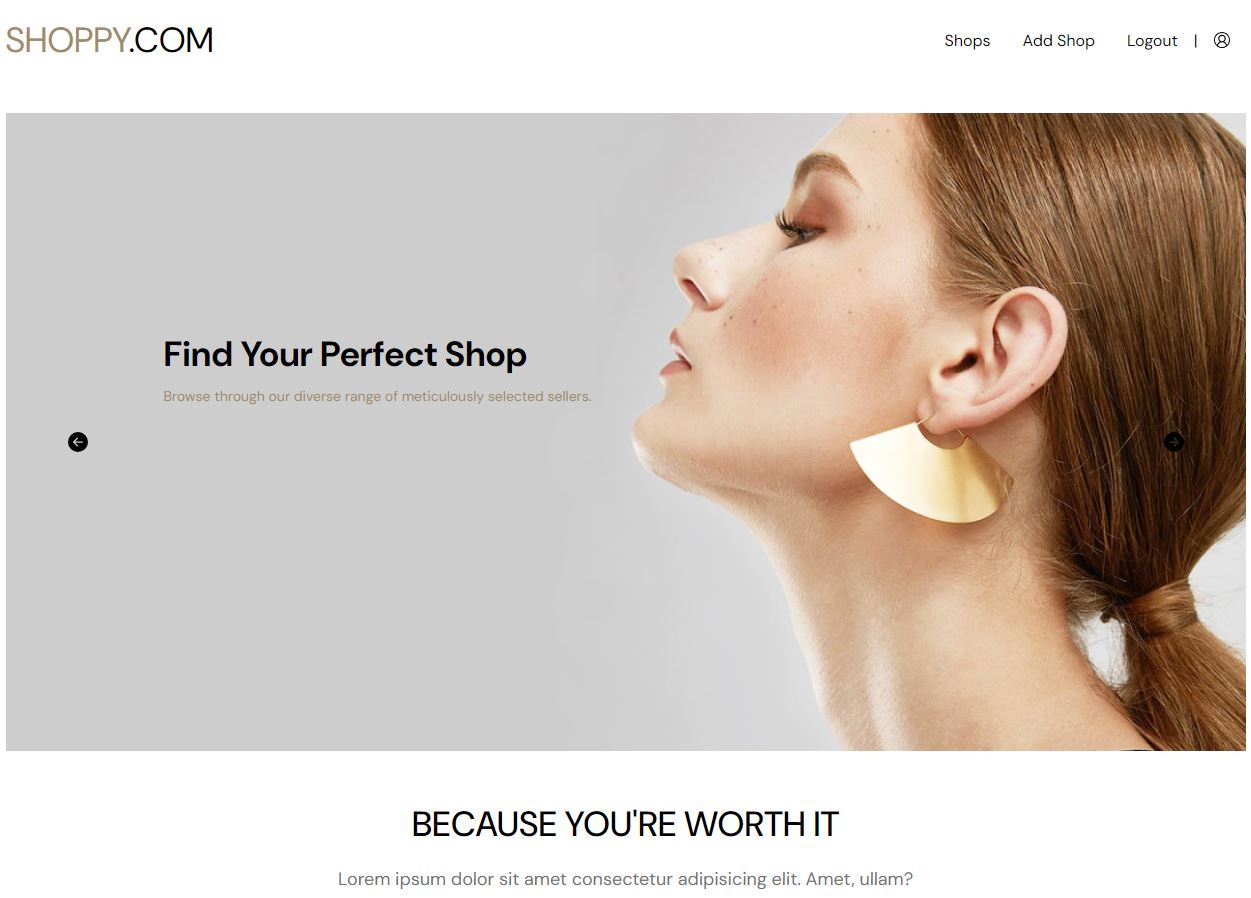 SHOPPY.COM
Shops Add Shop Logout |
Find Your Perfect Shop
Browse through our diverse range of meticulously selected sellers.
BECAUSE YOU'RE WORTH IT
Lorem ipsum dolor sit amet consectetur adipisicing elit. Amet, ullam?